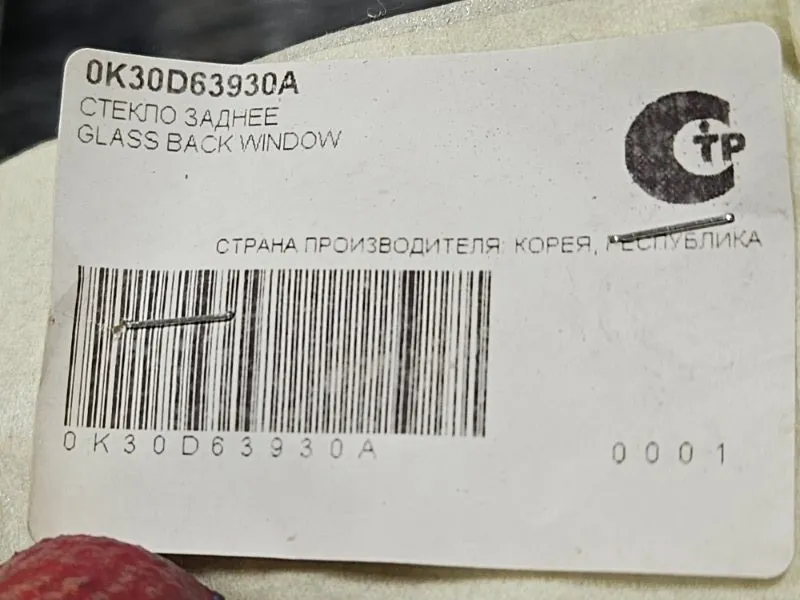 0K30D63930A
СТЕКЛО ЗАДНЕЕ
GLASS BACK WINDOW
СТР
СТРАНА ПРОИЗВОДИТЕЛЯ: КОРЕЯ, РЕСПУБЛИКА
0K30D63930A
0001